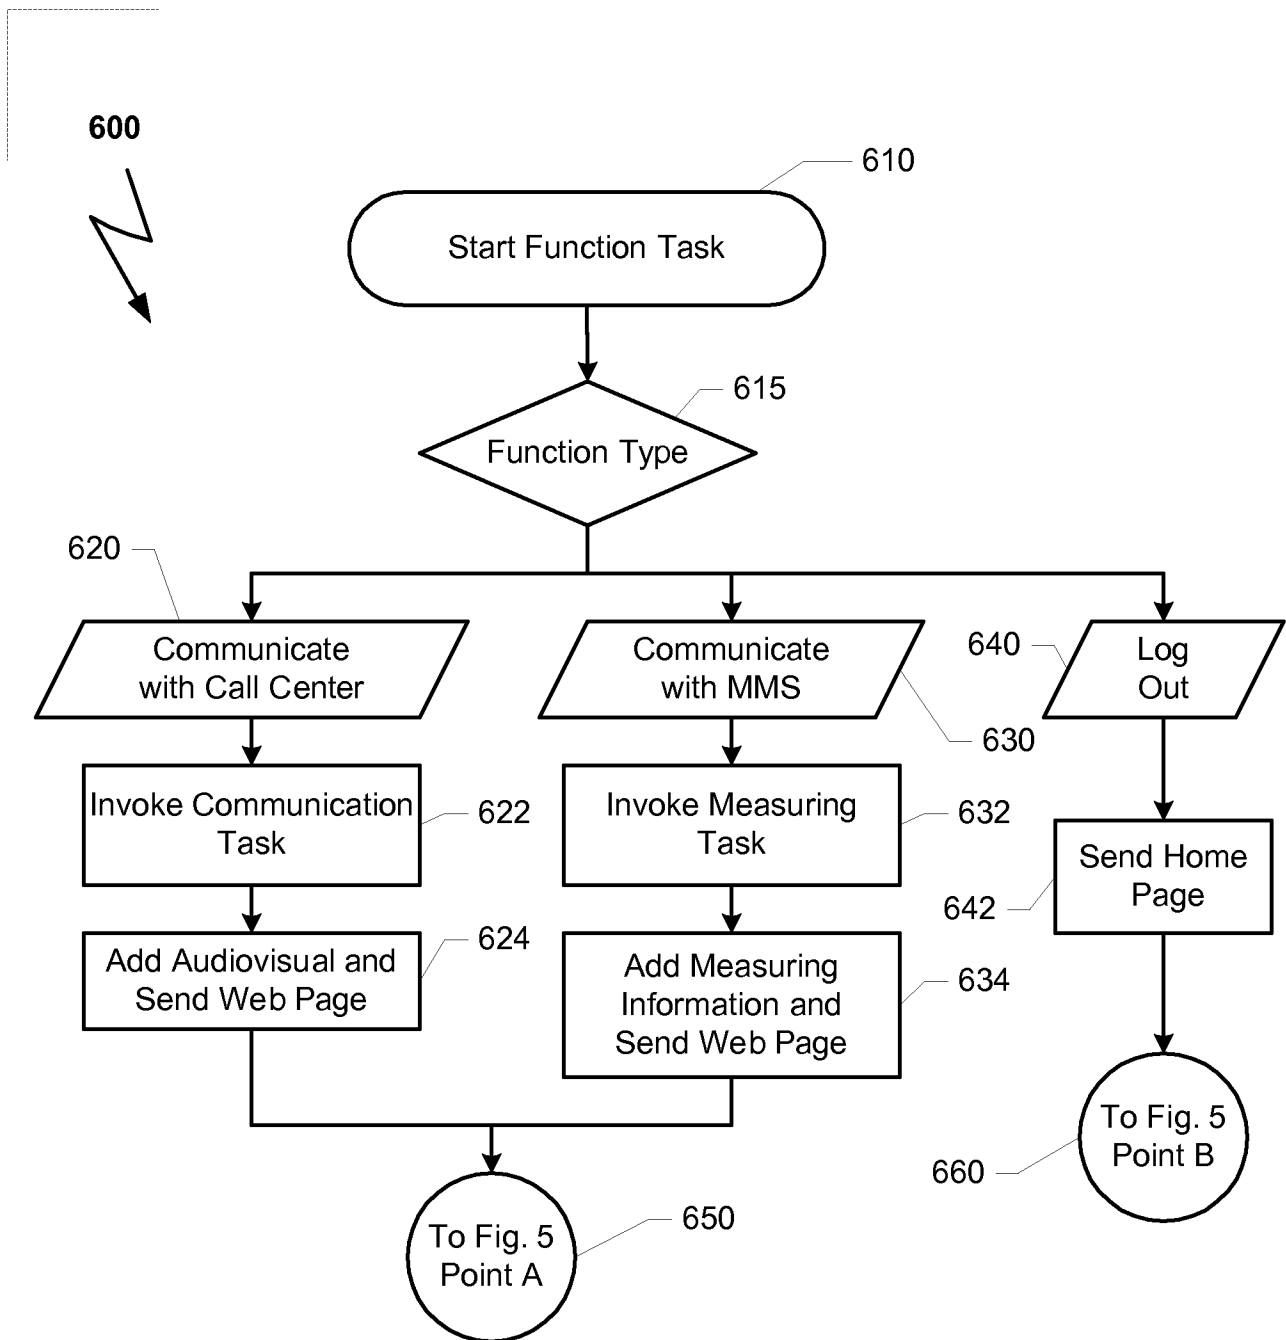 600
610
Start Function Task
615
Function Type
620
Communicate
with Call Center
Communicate
with MMS
630
640
Log
Out
Invoke Communication
Task
622
Invoke Measuring
Task
632
Send Home
Page
642
Add Audiovisual and
Send Web Page
624
Add Measuring
Information and
Send Web Page
634
To Fig. 5
Point B
660
To Fig. 5
Point A
650